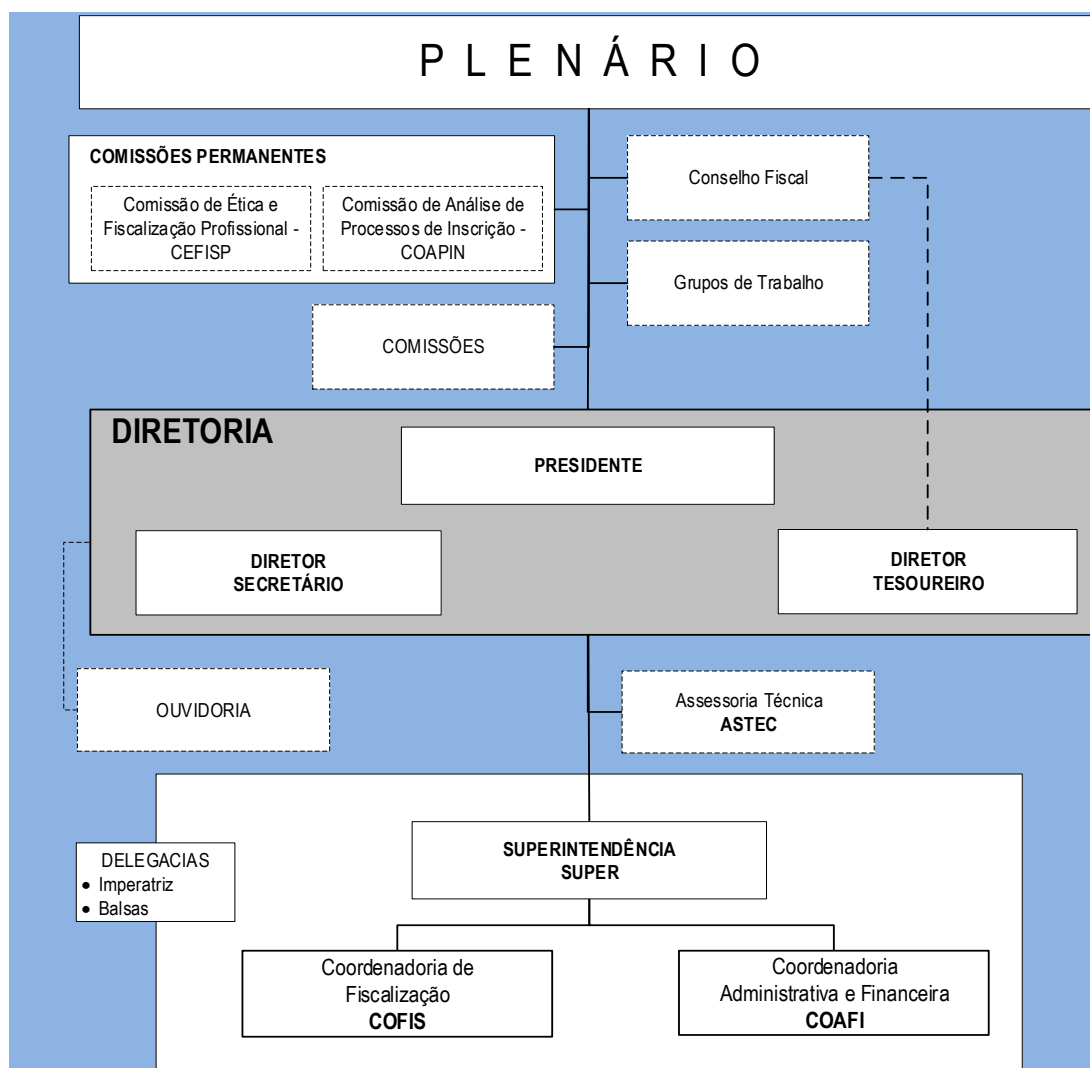 PLENÁRIO
COMISSÕES PERMANENTES
Comissão de Ética e
Fiscalização Profissional -
CEFISP
Comissão de Análise de
Processos de Inscrição -
COAPIN
Conselho Fiscal
Grupos de Trabalho
COMISSÕES
DIRETORIA
PRESIDENTE
DIRETOR
SECRETÁRIO
DIRETOR
TESOUREIRO
OUVIDORIA
Assessoria Técnica
ASTEC
SUPERINTENDÊNCIA
SUPER
DELEGACIAS
● Imperatriz
● Balsas
Coordenadoria de
Fiscalização
COFIS
Coordenadoria
Administrativa e Financeira
COAFI